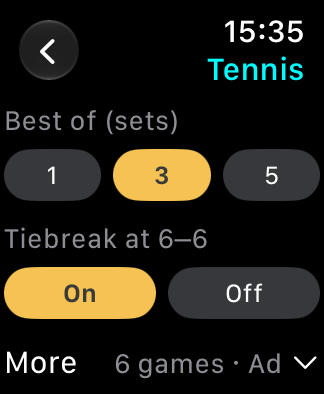 15:35
Tennis
Best of (sets)
1 3 5
Tiebreak at 6–6
On Off
More 6 games · Ad